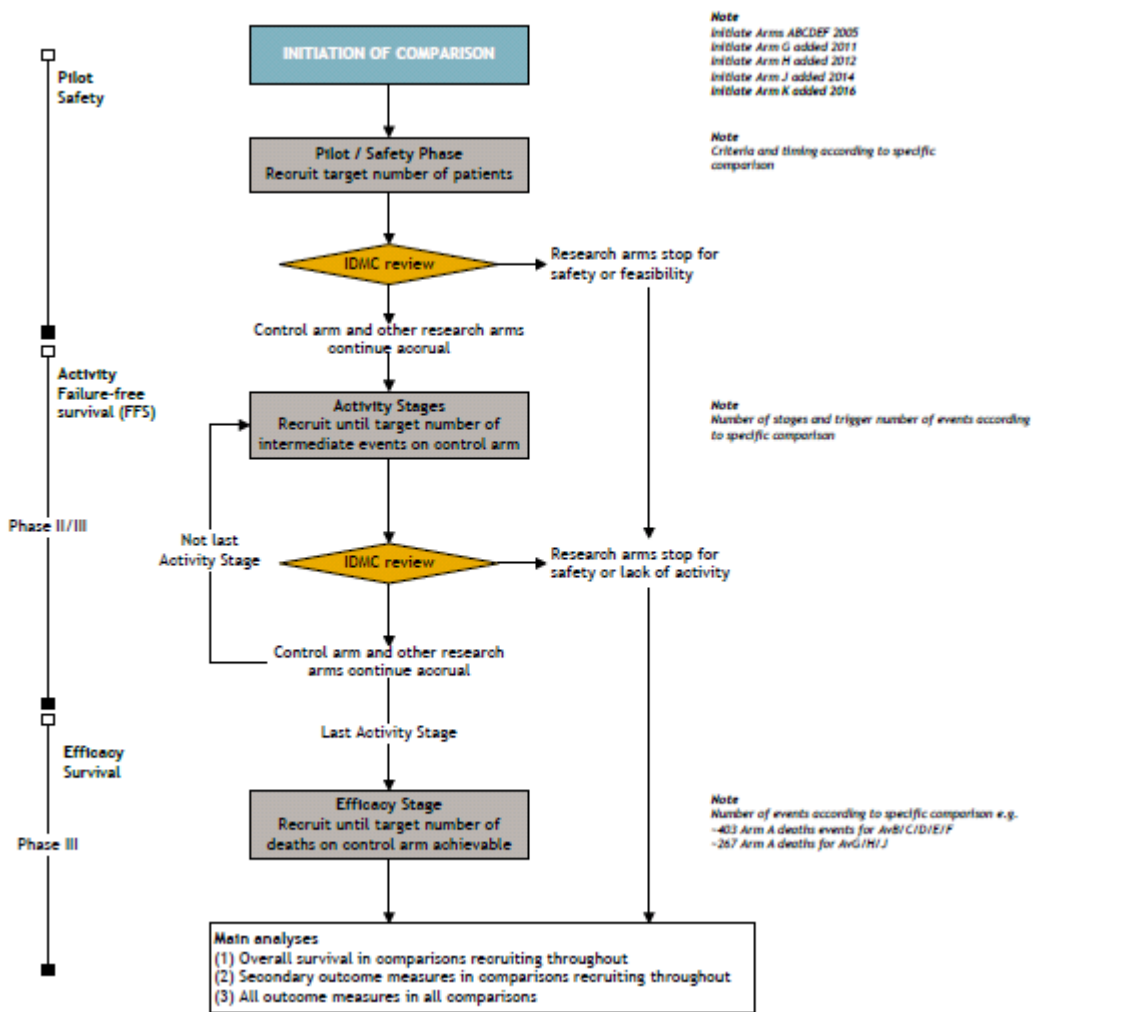 INITIATION OF COMPARISON
Note
Initiate Arms ABCDEF 2005
Initiate Arm G added 2011
Initiate Arm H added 2012
Initiate Arm J added 2014
Initiate Arm K added 2016
Pilot
Safety
Pilot / Safety Phase
Recruit target number of patients
Note
Criteria and timing according to specific
comparison
IDMC review
Research arms stop for
safety or feasibility
Control arm and other research arms
continue accrual
Activity
Failure-free
survival (FFS)
Activity Stages
Recruit until target number of
intermediate events on control arm
Note
Number of stages and trigger number of events according
to specific comparison
Phase II/III
Not last
Activity Stage
IDMC review
Research arms stop for
safety or lack of activity
Control arm and other research
arms continue accrual
Last Activity Stage
Efficacy
Survival
Efficacy Stage
Recruit until target number of
deaths on control arm achievable
Note
Number of events according to specific comparison e.g.
~403 Arm A deaths events for AvB/C/D/E/F
~267 Arm A deaths for AvG/H/J
Phase III
Main analyses
(1) Overall survival in comparisons recruiting throughout
(2) Secondary outcome measures in comparisons recruiting throughout
(3) All outcome measures in all comparisons